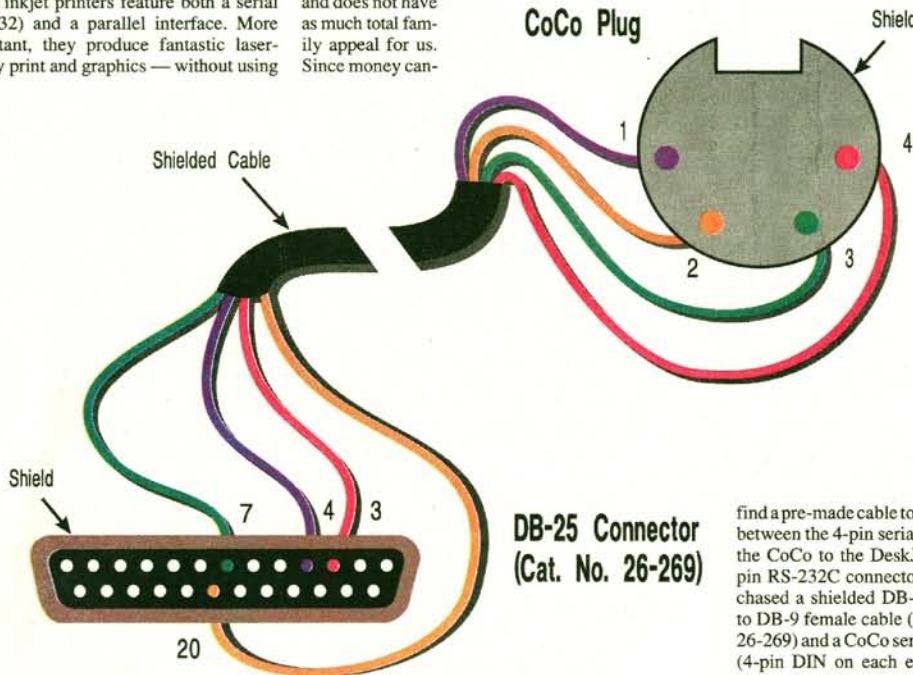 inkjet printers feature both a serial
32) and a parallel interface. More
tant, they produce fantastic laser-
y print and graphics — without using
and does not have
as much total fam-
ily appeal for us.
Since money can-
CoCo Plug
Shield
1
4
2
3
Shielded Cable
Shield
7
4
3
20
DB-25 Connector
(Cat. No. 26-269)
find a pre-made cable to
between the 4-pin serial
the CoCo to the Desk
pin RS-232C connecto
chased a shielded DB-
to DB-9 female cable (
26-269) and a CoCo ser
(4-pin DIN on each e